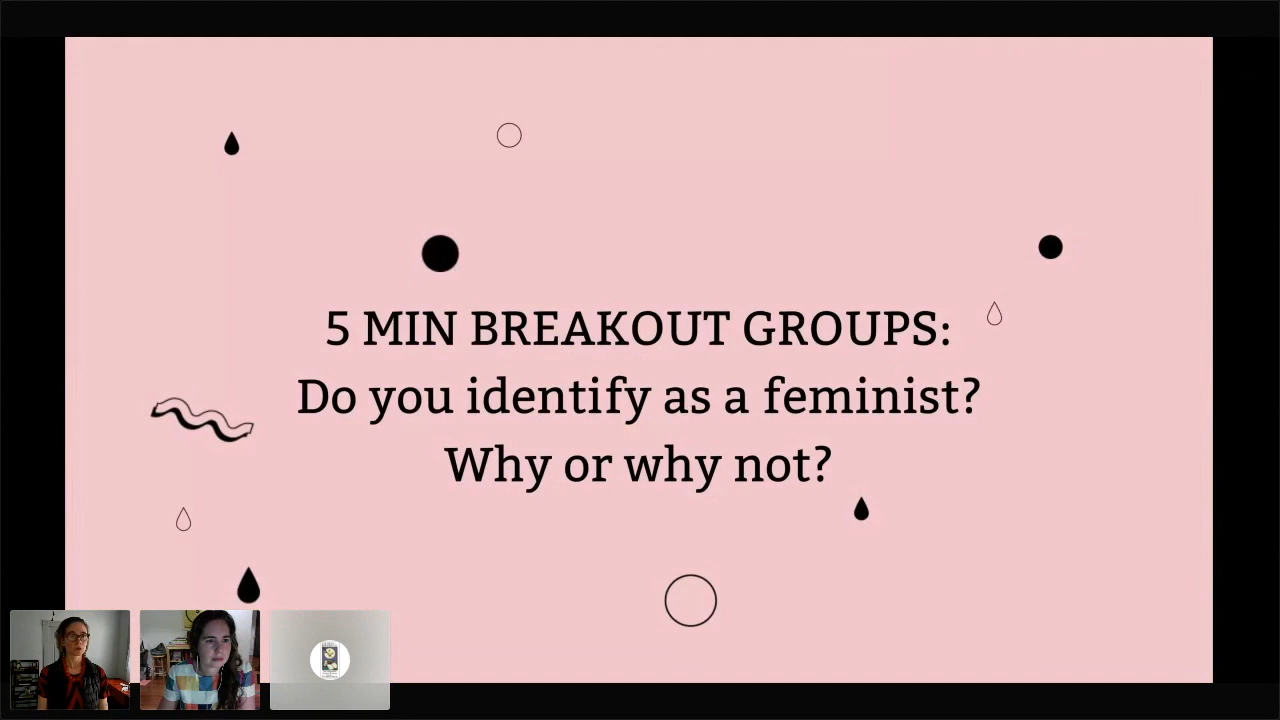 5 MIN BREAKOUT GROUPS:
Do you identify as a feminist?
Why or why not?